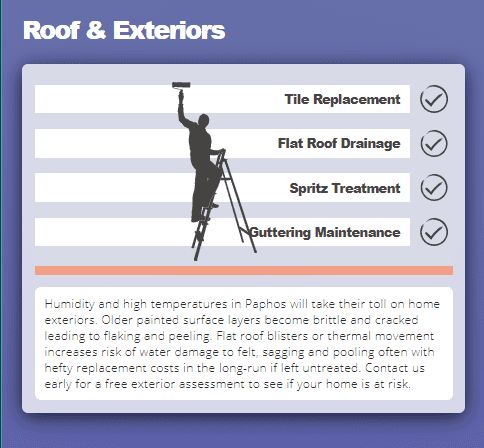 Roof & Exteriors
Tile Replacement
Flat Roof Drainage
Spritz Treatment
Guttering Maintenance
Humidity and high temperatures in Paphos will take their toll on home
exteriors. Older painted surface layers become brittle and cracked
leading to flaking and peeling. Flat roof blisters or thermal movement
increases risk of water damage to felt, sagging and pooling often with
hefty replacement costs in the long-run if left untreated. Contact us
early for a free exterior assessment to see if your home is at risk.